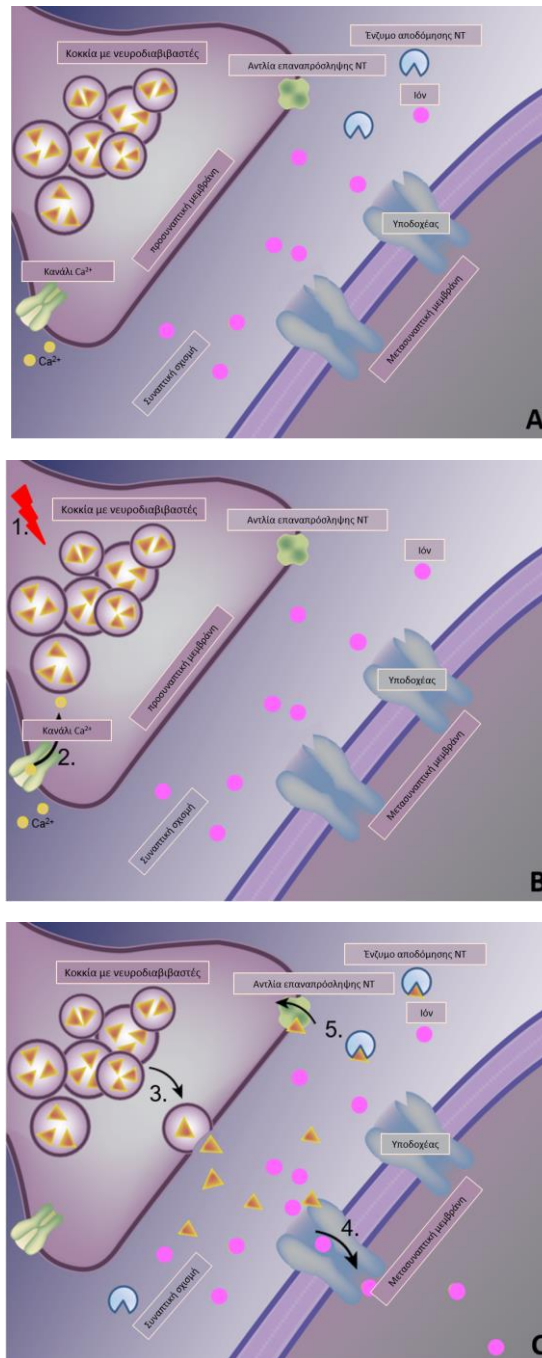 Ένζυμο αποδόμησης NT
Κοκκία με νευροδιαβιβαστές
Αντλία επαναπρόσληψης NT
Ιόν
προσυναπτική μεμβράνη
Υποδοχέας
Κανάλι Ca²⁺
Μετασυναπτική μεμβράνη
Ca²⁺
Συναπτική σχισμή
A
1.
Κοκκία με νευροδιαβιβαστές
Αντλία επαναπρόσληψης NT
Ιόν
προσυναπτική μεμβράνη
Υποδοχέας
Κανάλι Ca²⁺
2.
Μετασυναπτική μεμβράνη
Ca²⁺
Συναπτική σχισμή
B
Ένζυμο αποδόμησης NT
Κοκκία με νευροδιαβιβαστές
Αντλία επαναπρόσληψης NT
Ιόν
5.
3.
Υποδοχέας
4.
Μετασυναπτική μεμβράνη
Συναπτική σχισμή
C